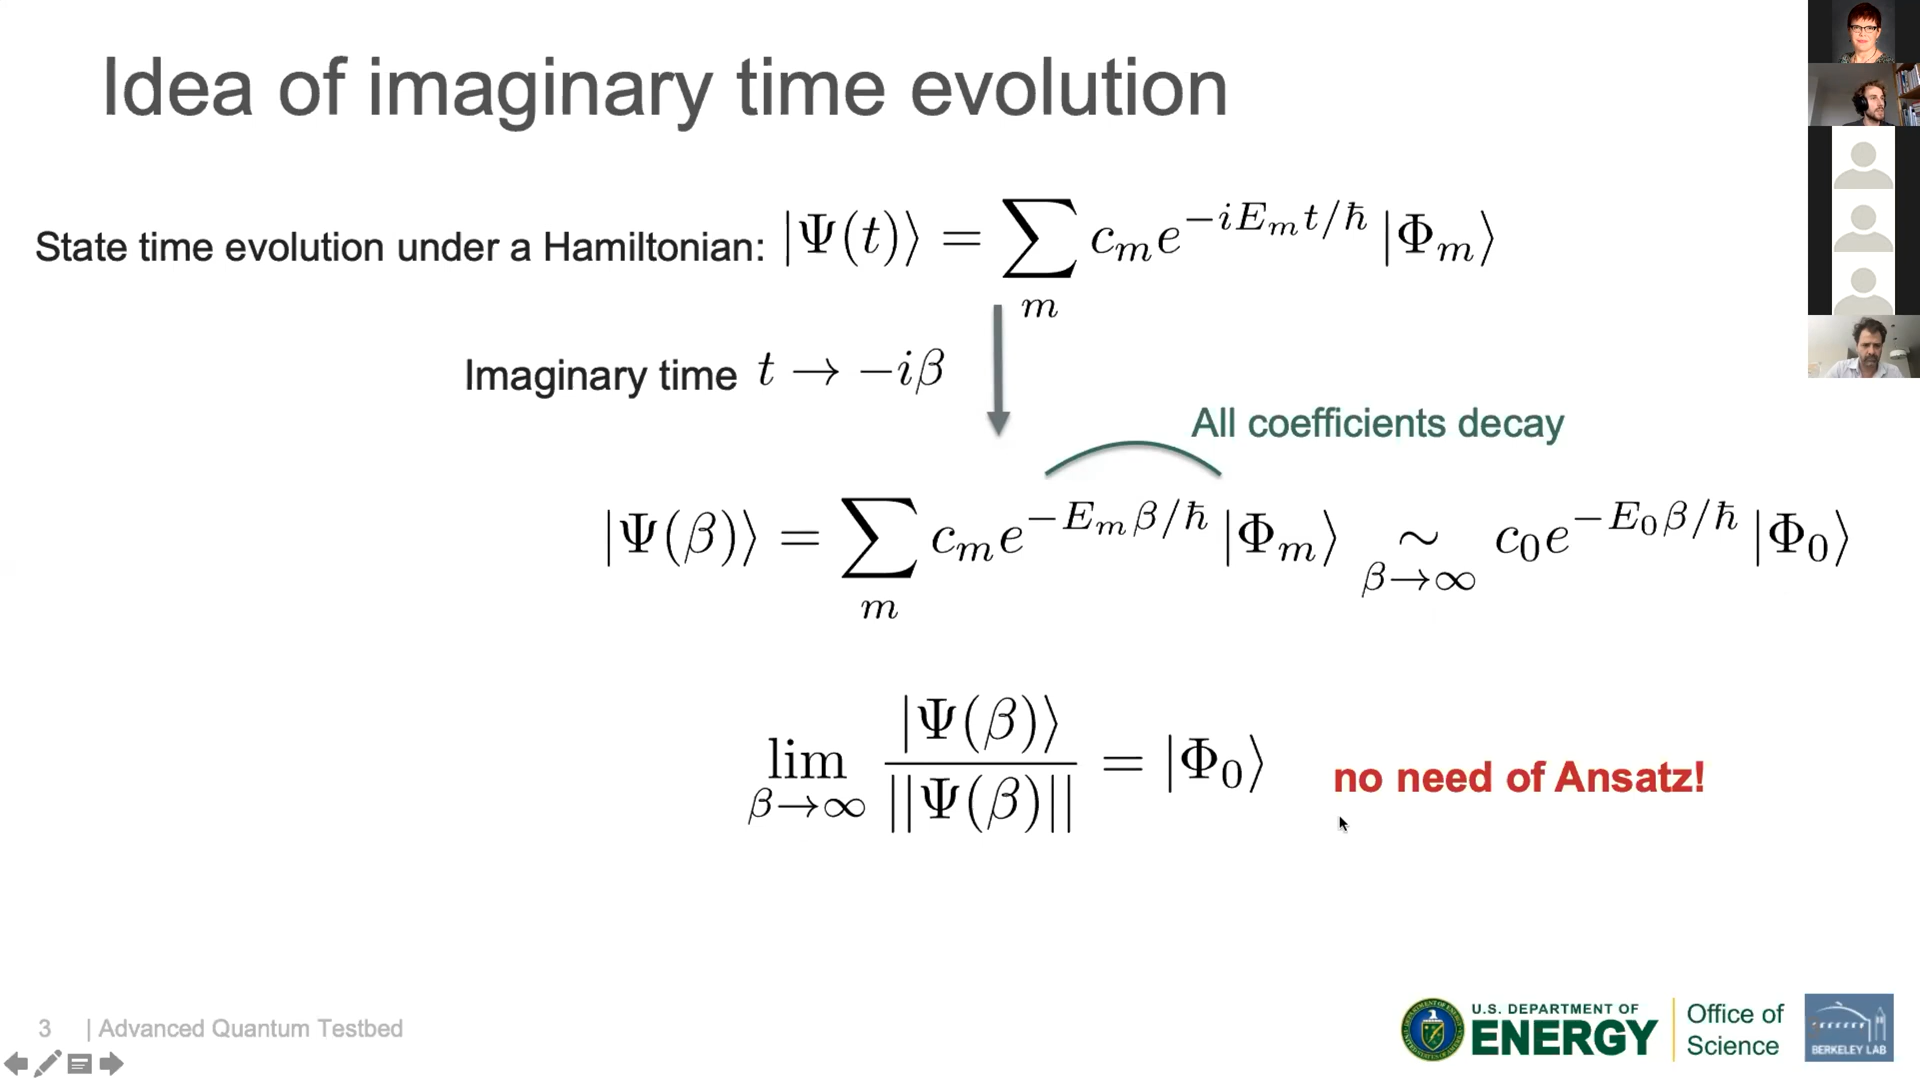 Idea of imaginary time evolution
State time evolution under a Hamiltonian: |Ψ(t)⟩ = ∑_m c_m e^{−iE_m t/ħ} |Φ_m⟩
Imaginary time t → −iβ
All coefficients decay
|Ψ(β)⟩ = ∑_m c_m e^{−E_m β/ħ} |Φ_m⟩ ∼_{β→∞} c_0 e^{−E_0 β/ħ} |Φ_0⟩
lim_{β→∞} |Ψ(β)⟩ / ||Ψ(β)|| = |Φ_0⟩ no need of Ansatz!
3 | Advanced Quantum Testbed
U.S. DEPARTMENT OF
ENERGY
Office of
Science
BERKELEY LAB